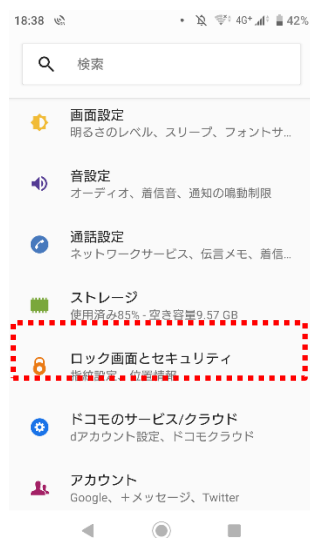 18:38 4G+ 42%
検索
画面設定
明るさのレベル、スリープ、フォントサ...
音設定
オーディオ、着信音、通知の鳴動制限
通話設定
ネットワークサービス、伝言メモ、着信...
ストレージ
使用済み85% - 空き容量9.57 GB
ロック画面とセキュリティ
指紋設定、位置情報
ドコモのサービス/クラウド
dアカウント設定、ドコモクラウド
アカウント
Google、+メッセージ、Twitter